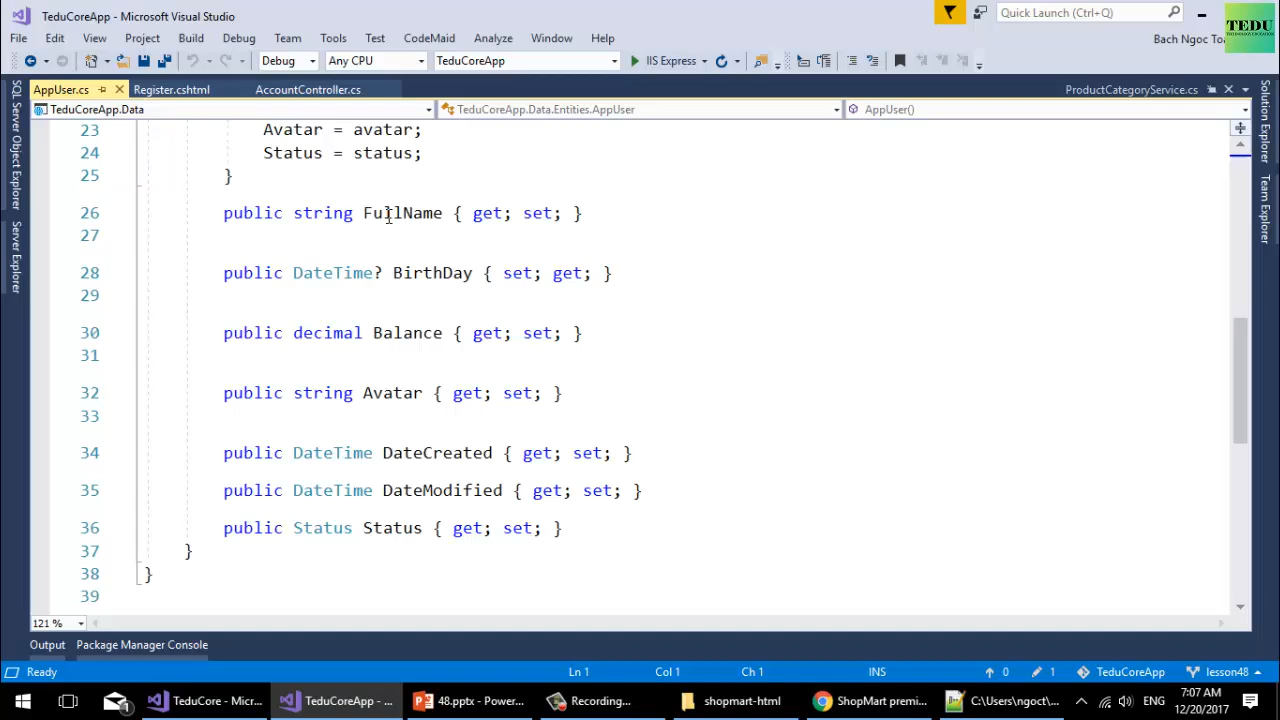 TeduCoreApp - Microsoft Visual Studio
Quick Launch (Ctrl+Q)
TEDU
File Edit View Project Build Debug Team Tools Test CodeMaid Analyze Window Help
Bach Ngoc Toa
Debug Any CPU TeduCoreApp IIS Express
AppUser.cs Register.cshtml AccountController.cs ProductCategoryService.cs
TeduCoreApp.Data TeduCoreApp.Data.Entities.AppUser AppUser()
SQL Server Object Explorer
Server Explorer
Solution Explorer
Team Explorer
23 Avatar = avatar;
24 Status = status;
25 }
26 public string FullName { get; set; }
27
28 public DateTime? BirthDay { set; get; }
29
30 public decimal Balance { get; set; }
31
32 public string Avatar { get; set; }
33
34 public DateTime DateCreated { get; set; }
35 public DateTime DateModified { get; set; }
36 public Status Status { get; set; }
37 }
38 }
39
121 %
Output Package Manager Console
Ready Ln 1 Col 1 Ch 1 INS 0 1 TeduCoreApp lesson48
1 TeduCore - Micr... TeduCoreApp - ... 48.pptx - Power... Recording... shopmart-html ShopMart premi... C:\Users\ngoct\... ENG 7:07 AM
12/20/2017